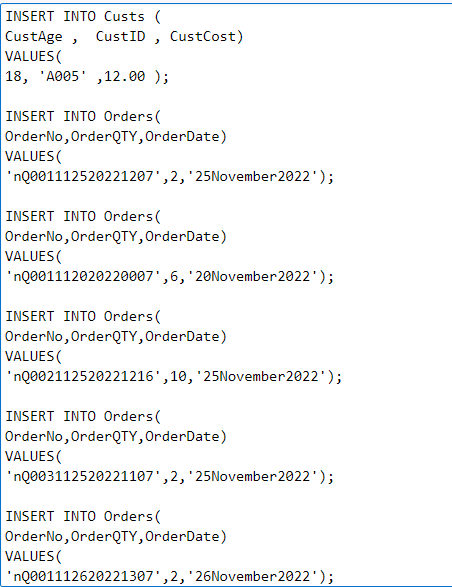 INSERT INTO Custs (
CustAge ,  CustID , CustCost)
VALUES(
18, 'A005' ,12.00 );
INSERT INTO Orders(
OrderNo,OrderQTY,OrderDate)
VALUES(
'nQ001112520221207',2,'25November2022');
INSERT INTO Orders(
OrderNo,OrderQTY,OrderDate)
VALUES(
'nQ001112020220007',6,'20November2022');
INSERT INTO Orders(
OrderNo,OrderQTY,OrderDate)
VALUES(
'nQ002112520221216',10,'25November2022');
INSERT INTO Orders(
OrderNo,OrderQTY,OrderDate)
VALUES(
'nQ003112520221107',2,'25November2022');
INSERT INTO Orders(
OrderNo,OrderQTY,OrderDate)
VALUES(
'nQ001112620221307',2,'26November2022');